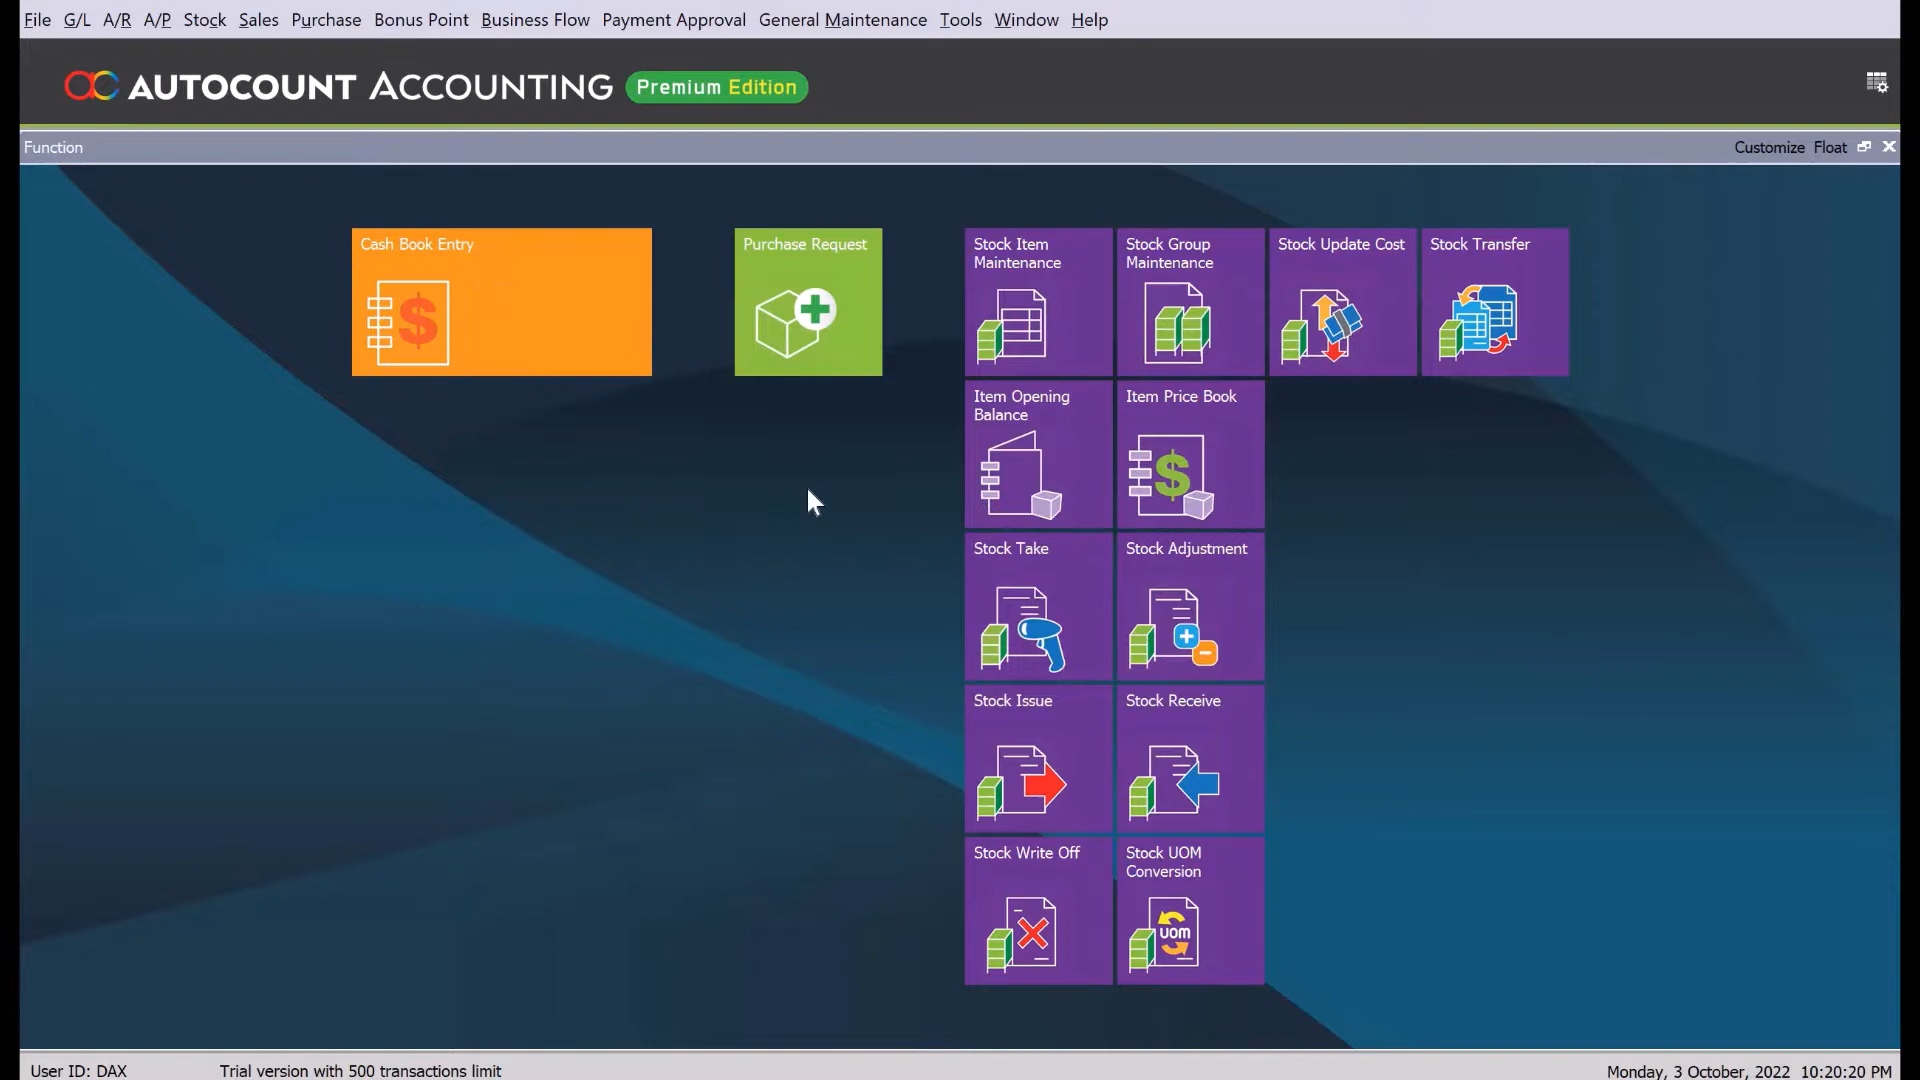 File G/L A/R A/P Stock Sales Purchase Bonus Point Business Flow Payment Approval General Maintenance Tools Window Help
ac AUTOCOUNT ACCOUNTING Premium Edition
Function Customize Float
Cash Book Entry
Purchase Request
Stock Item
Maintenance
Stock Group
Maintenance
Stock Update Cost
Stock Transfer
Item Opening
Balance
Item Price Book
Stock Take
Stock Adjustment
Stock Issue
Stock Receive
Stock Write Off
Stock UOM
Conversion
UOM
User ID: DAX Trial version with 500 transactions limit Monday, 3 October, 2022 10:20:20 PM